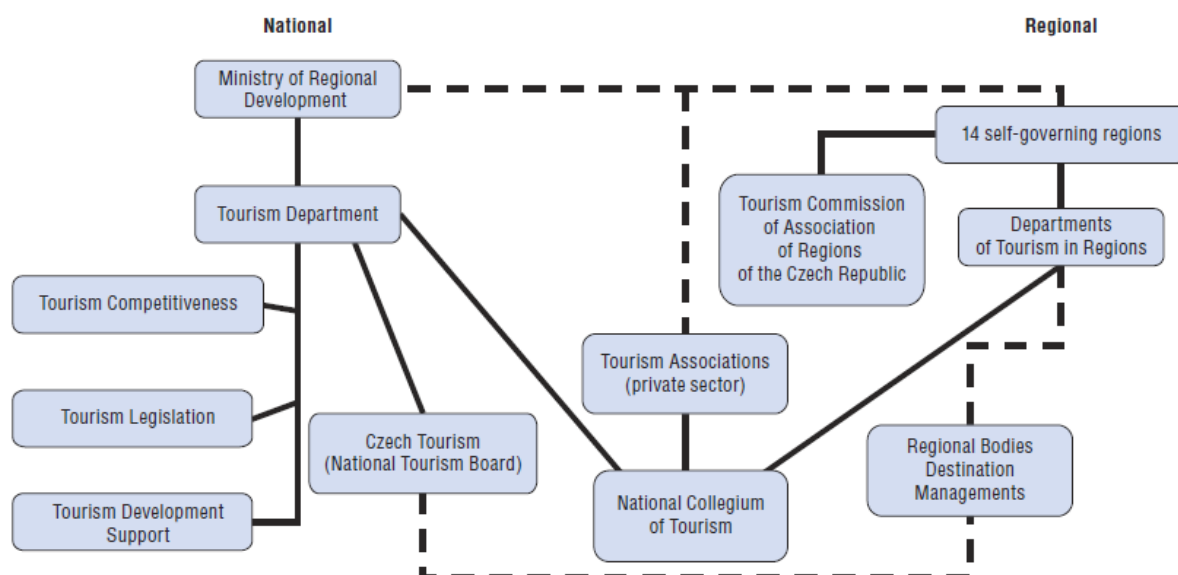 National
Regional
Ministry of Regional
Development
14 self-governing regions
Tourism Department
Tourism Commission
of Association
of Regions
of the Czech Republic
Departments
of Tourism in Regions
Tourism Competitiveness
Tourism Associations
(private sector)
Tourism Legislation
Czech Tourism
(National Tourism Board)
Regional Bodies
Destination
Managements
National Collegium
of Tourism
Tourism Development
Support